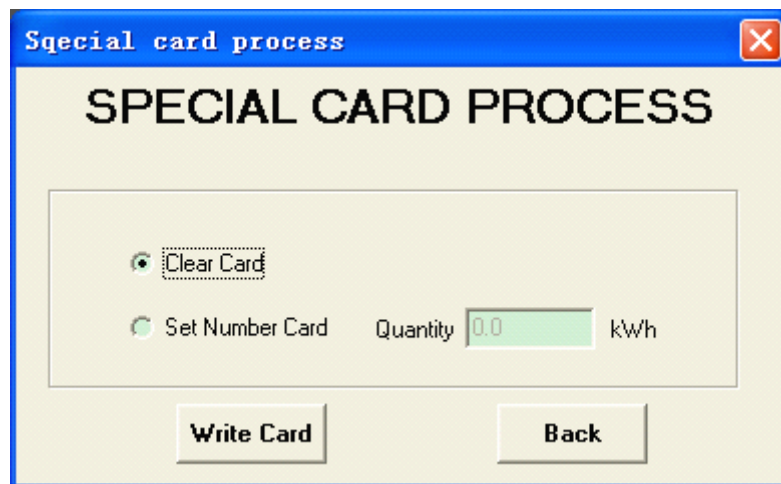 Sqecial card process
SPECIAL CARD PROCESS
Clear Card
Set Number Card Quantity 0.0 kWh
Write Card Back